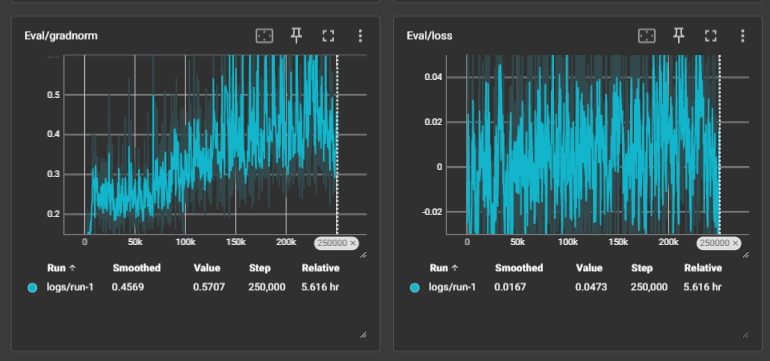 Eval/gradnorm
0.5
0.4
0.3
0.2
0 50k 100k 150k 200k 250000 ×
Run ↑ Smoothed Value Step Relative
logs/run-1 0.4569 0.5707 250,000 5.616 hr
Eval/loss
0.04
0.02
0
-0.02
0 50k 100k 150k 200k 250000 ×
Run ↑ Smoothed Value Step Relative
logs/run-1 0.0167 0.0473 250,000 5.616 hr